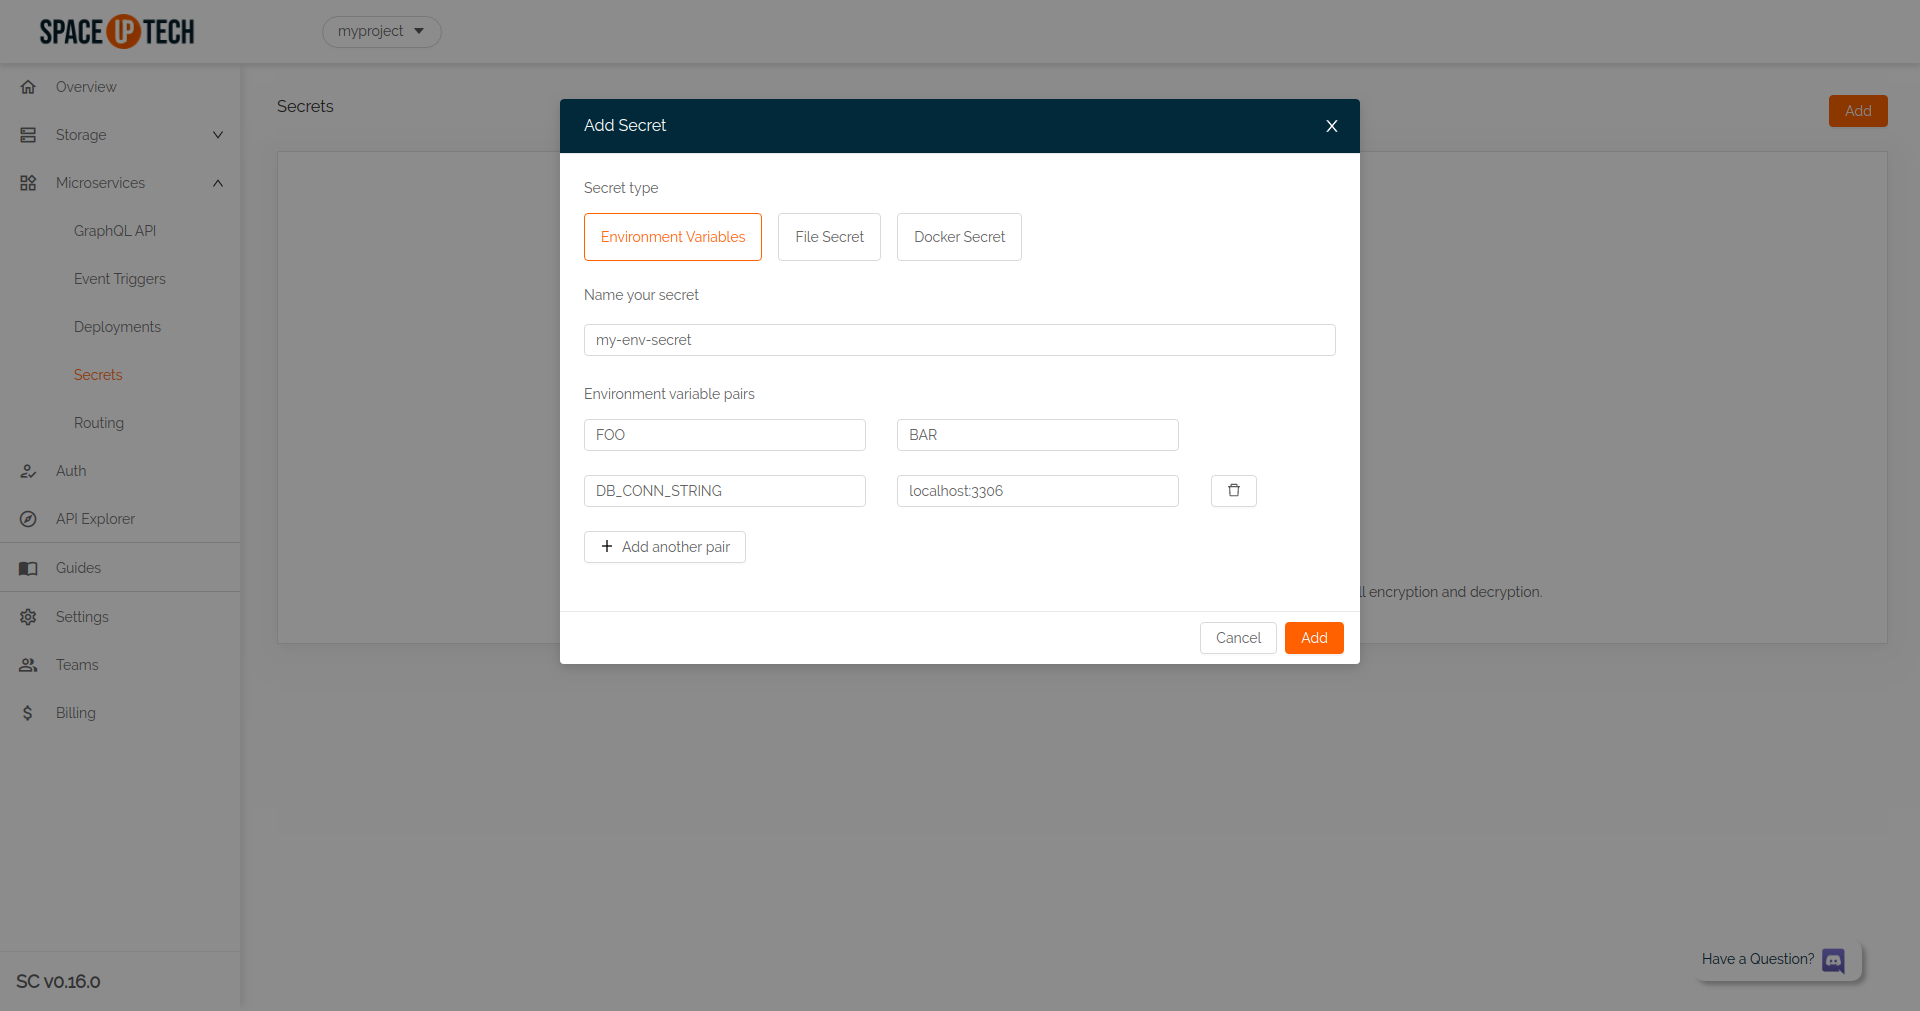 SPACE UP TECH
myproject
Overview
Storage
Microservices
GraphQL API
Event Triggers
Deployments
Secrets
Routing
Auth
API Explorer
Guides
Settings
Teams
Billing
SC v0.16.0
Secrets
Add
Add Secret
X
Secret type
Environment Variables File Secret Docker Secret
Name your secret
my-env-secret
Environment variable pairs
FOO BAR
DB_CONN_STRING localhost:3306
+ Add another pair
encryption and decryption.
Cancel Add
Have a Question?